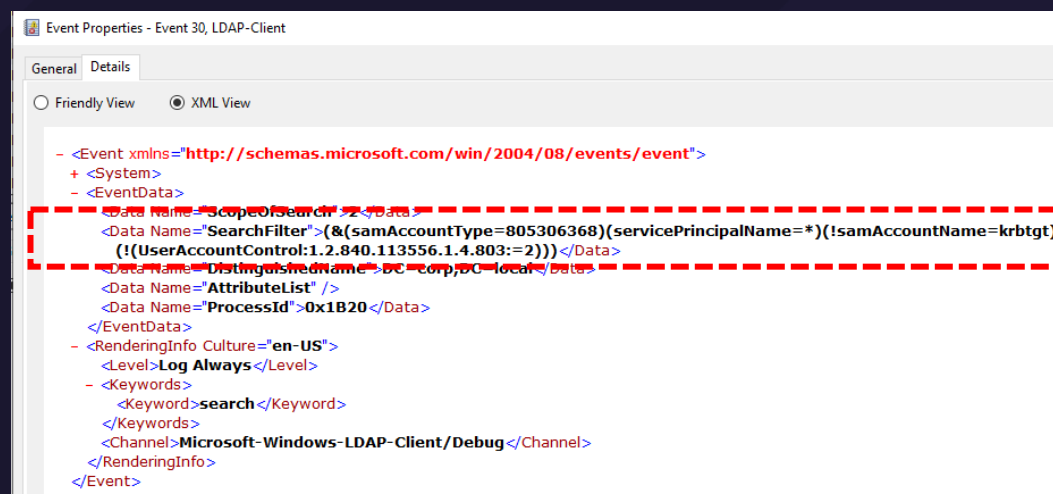 Event Properties - Event 30, LDAP-Client
General Details
Friendly View XML View
- <Event xmlns="http://schemas.microsoft.com/win/2004/08/events/event">
+ <System>
- <EventData>
<Data Name="ScopeOfSearch">2</Data>
<Data Name="SearchFilter">(&(samAccountType=805306368)(servicePrincipalName=*)(!samAccountName=krbtgt)
(!(UserAccountControl:1.2.840.113556.1.4.803:=2)))</Data>
<Data Name="DistinguishedName">DC=corp,DC=local</Data>
<Data Name="AttributeList" />
<Data Name="ProcessId">0x1B20</Data>
</EventData>
- <RenderingInfo Culture="en-US">
<Level>Log Always</Level>
- <Keywords>
<Keyword>search</Keyword>
</Keywords>
<Channel>Microsoft-Windows-LDAP-Client/Debug</Channel>
</RenderingInfo>
</Event>